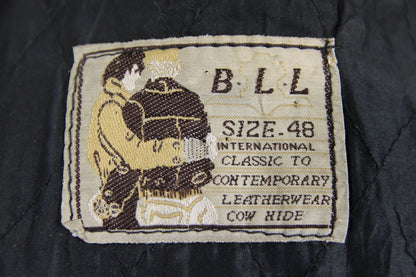 B.L.L
SIZE-48
INTERNATIONAL
CLASSIC TO
CONTEMPORARY
LEATHERWEAR
COW HIDE